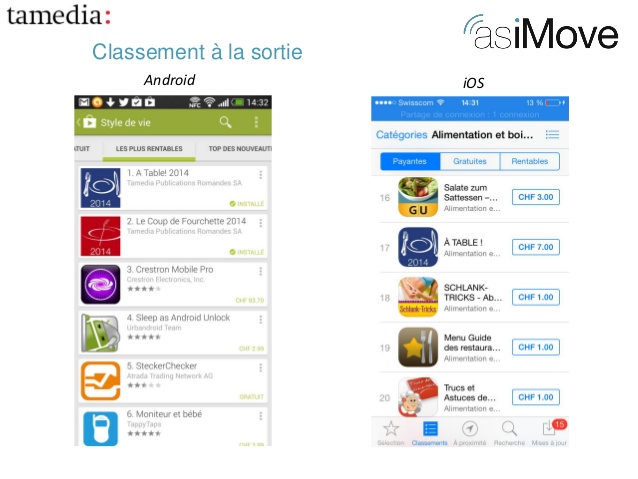 tamedia:
asiMove
Classement à la sortie
Android
iOS
14:32
Style de vie
TUIT
LES PLUS RENTABLES
TOP DES NOUVEAUT
2014
1. A Table! 2014
Tamedia Publications Romandes SA
INSTALLÉ
2014
2. Le Coup de Fourchette 2014
Tamedia Publications Romandes SA
INSTALLÉ
3. Crestron Mobile Pro
Crestron Electronics, Inc.
CHF 93.70
4. Sleep as Android Unlock
Urbandroid Team
CHF 2.99
5. SteckerChecker
Atrada Trading Network AG
GRATUIT
6. Moniteur et bébé
TappyTaps
Swisscom 14:31 13 %
Partage de connexion : 1 connexion
Catégories Alimentation et boi...
Payantes Gratuites Rentables
16
GU
Salate zum
Sattessen –...
Alimentation e...
CHF 3.00
17
2014
À TABLE !
Alimentation e...
CHF 7.00
18
Schlank-Tricks
SCHLANK-
TRICKS - Ab...
Alimentation e...
CHF 1.00
19
Menu Guide
des restaura...
Alimentation e...
CHF 1.00
20
Trucs et
Astuces de...
Alimentation e...
CHF 1.00
15
Sélection Classements À proximité Recherche Mises à jour